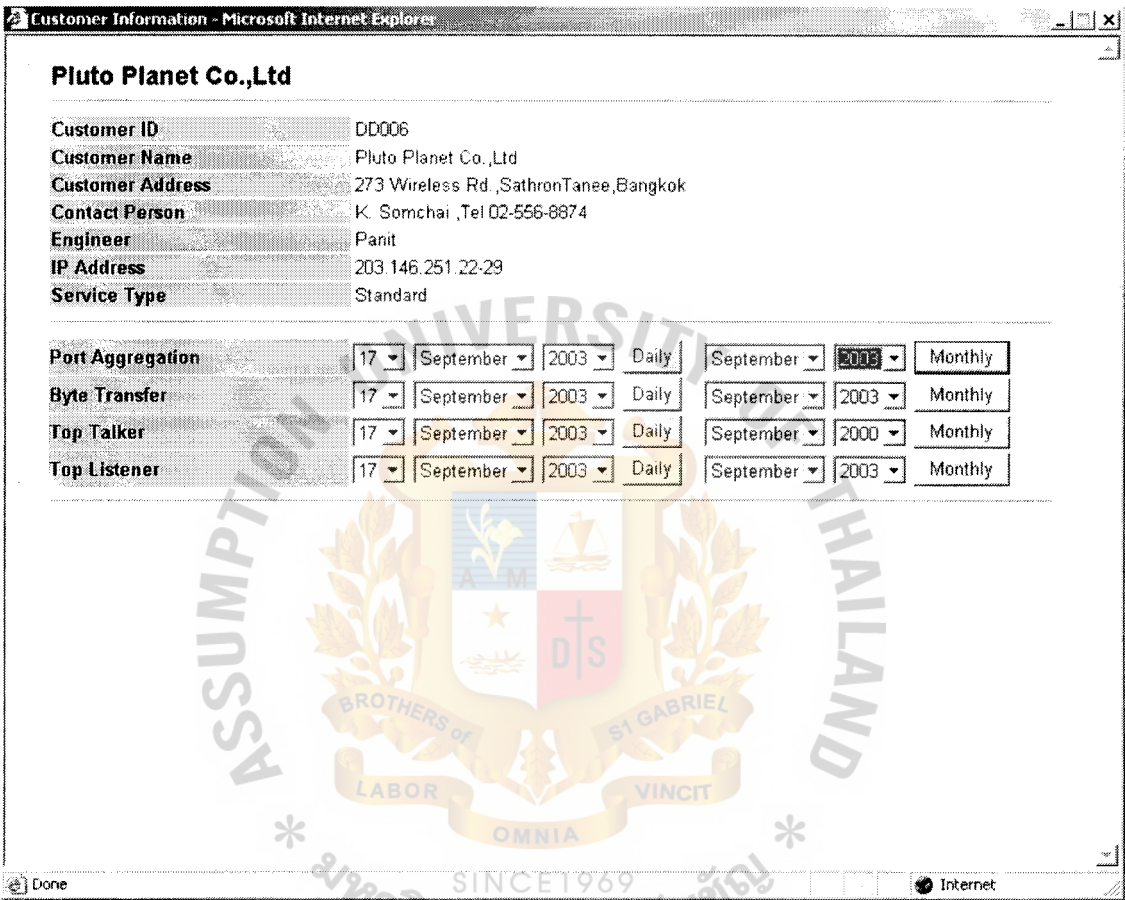 Customer Information - Microsoft Internet Explorer
Pluto Planet Co.,Ltd
Customer ID DD006
Customer Name Pluto Planet Co.,Ltd
Customer Address 273 Wireless Rd.,SathronTanee,Bangkok
Contact Person K. Somchai ,Tel 02-556-8874
Engineer Panit
IP Address 203.146.251.22-29
Service Type Standard
Port Aggregation 17 September 2003 Daily September 2003 Monthly
Byte Transfer 17 September 2003 Daily September 2003 Monthly
Top Talker 17 September 2003 Daily September 2000 Monthly
Top Listener 17 September 2003 Daily September 2003 Monthly
ASSUMPTION UNIVERSITY OF THAILAND
A M
D S
BROTHERS of St GABRIEL
LABOR OMNIA VINCIT
SINCE1969
Done Internet